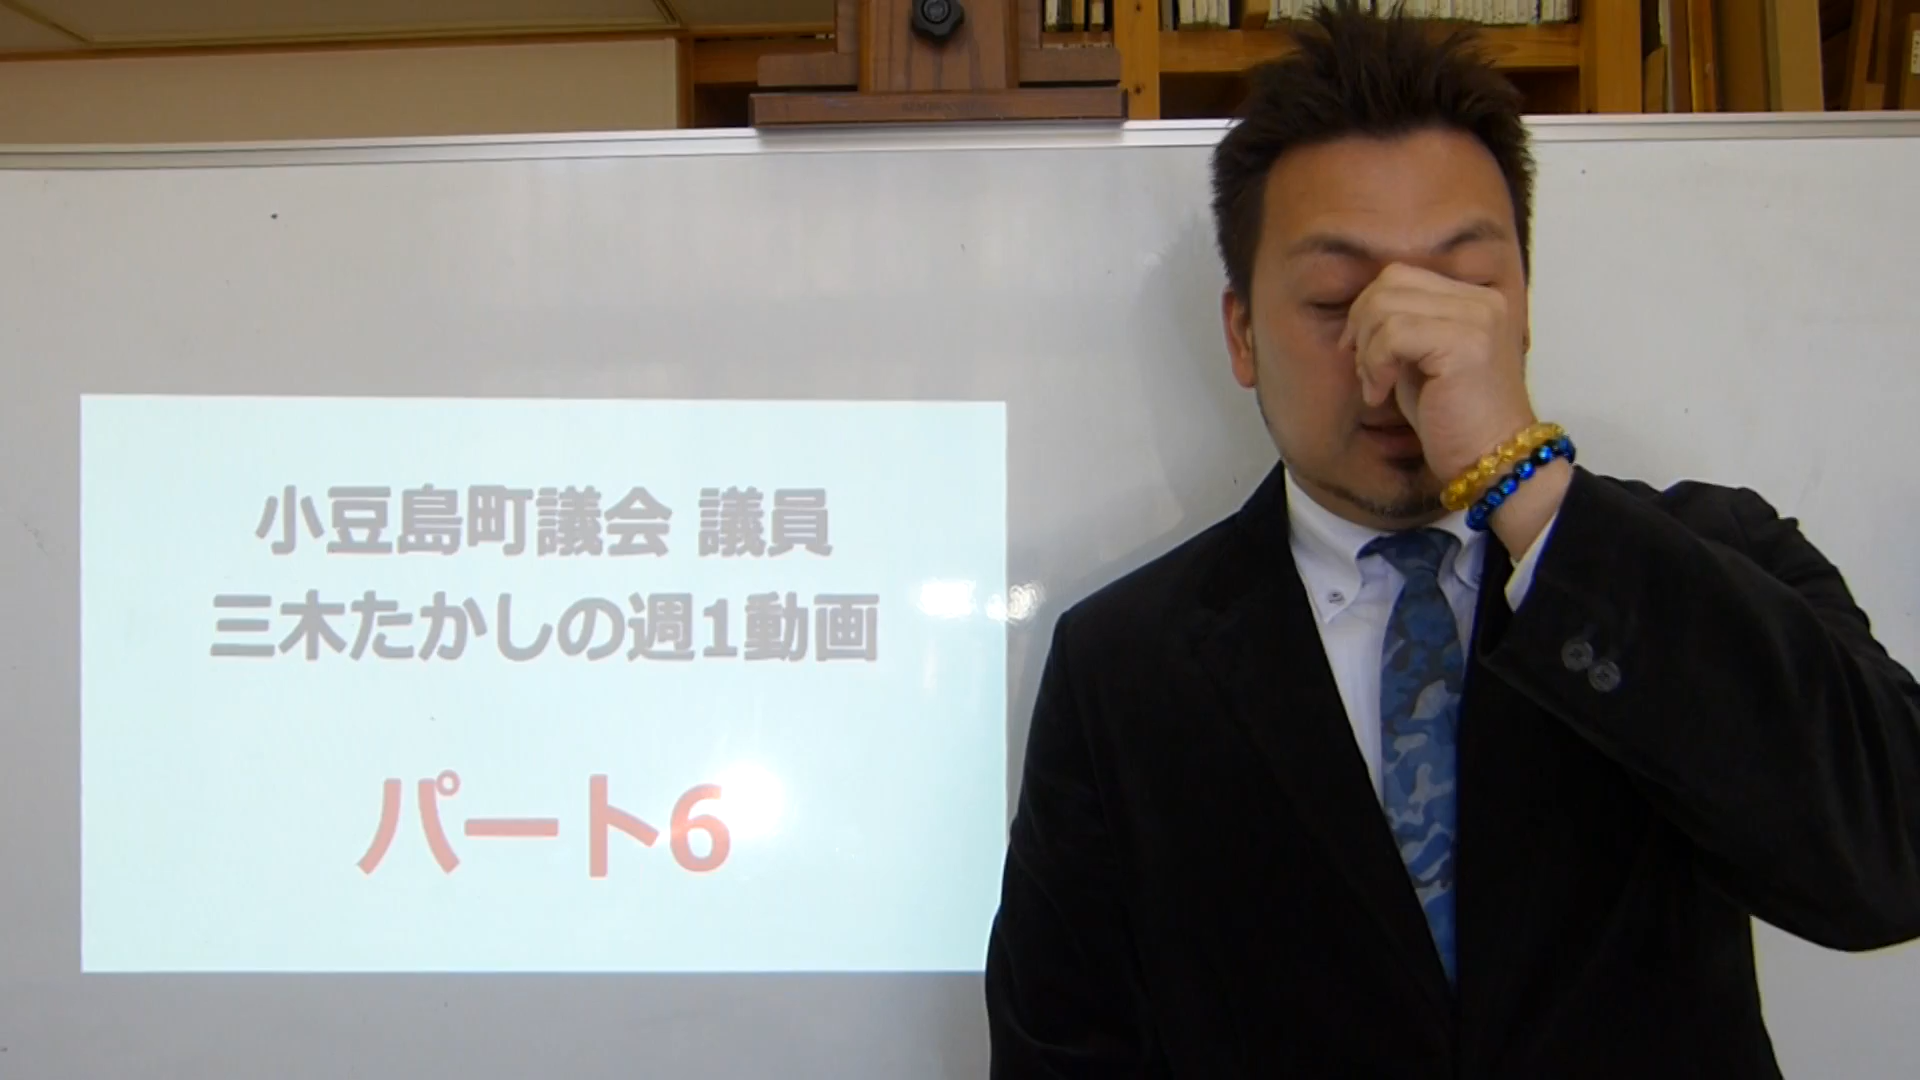 小豆島町議会 議員
三木たかしの週1動画
パート6